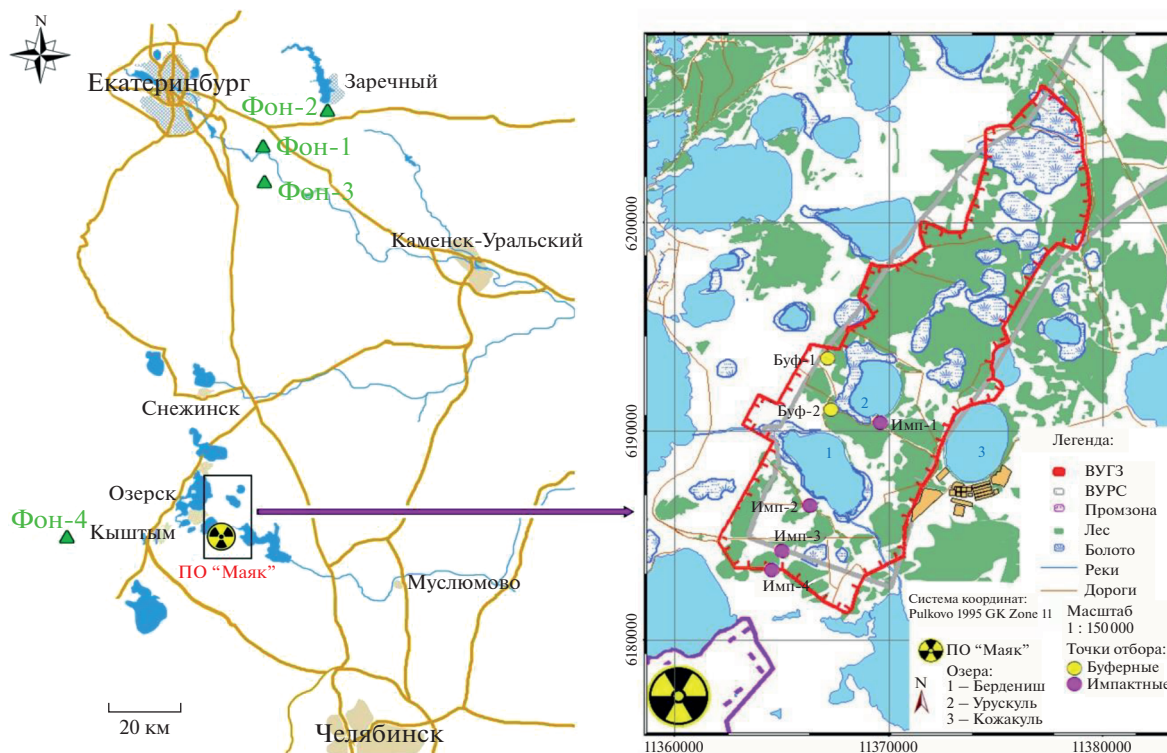 N
Екатеринбург
Заречный
Фон-2
Фон-1
Фон-3
Каменск-Уральский
Снежинск
Озерск
Фон-4
Кыштым
ПО “Маяк”
Муслюмово
20 км
Челябинск
6200000
6190000
6180000
Буф-1
Буф-2
2
Имп-1
1
3
Имп-2
Имп-3
Имп-4
Легенда:
ВУГЗ
ВУРС
Промзона
Лес
Болото
Реки
Дороги
Система координат:
Pulkovo 1995 GK Zone 11
Масштаб
1 : 150 000
ПО “Маяк”
Точки отбора:
Буферные
Импактные
Озера:
1 – Бердениш
2 – Урускуль
3 – Кожакуль
N
11360000
11370000
11380000